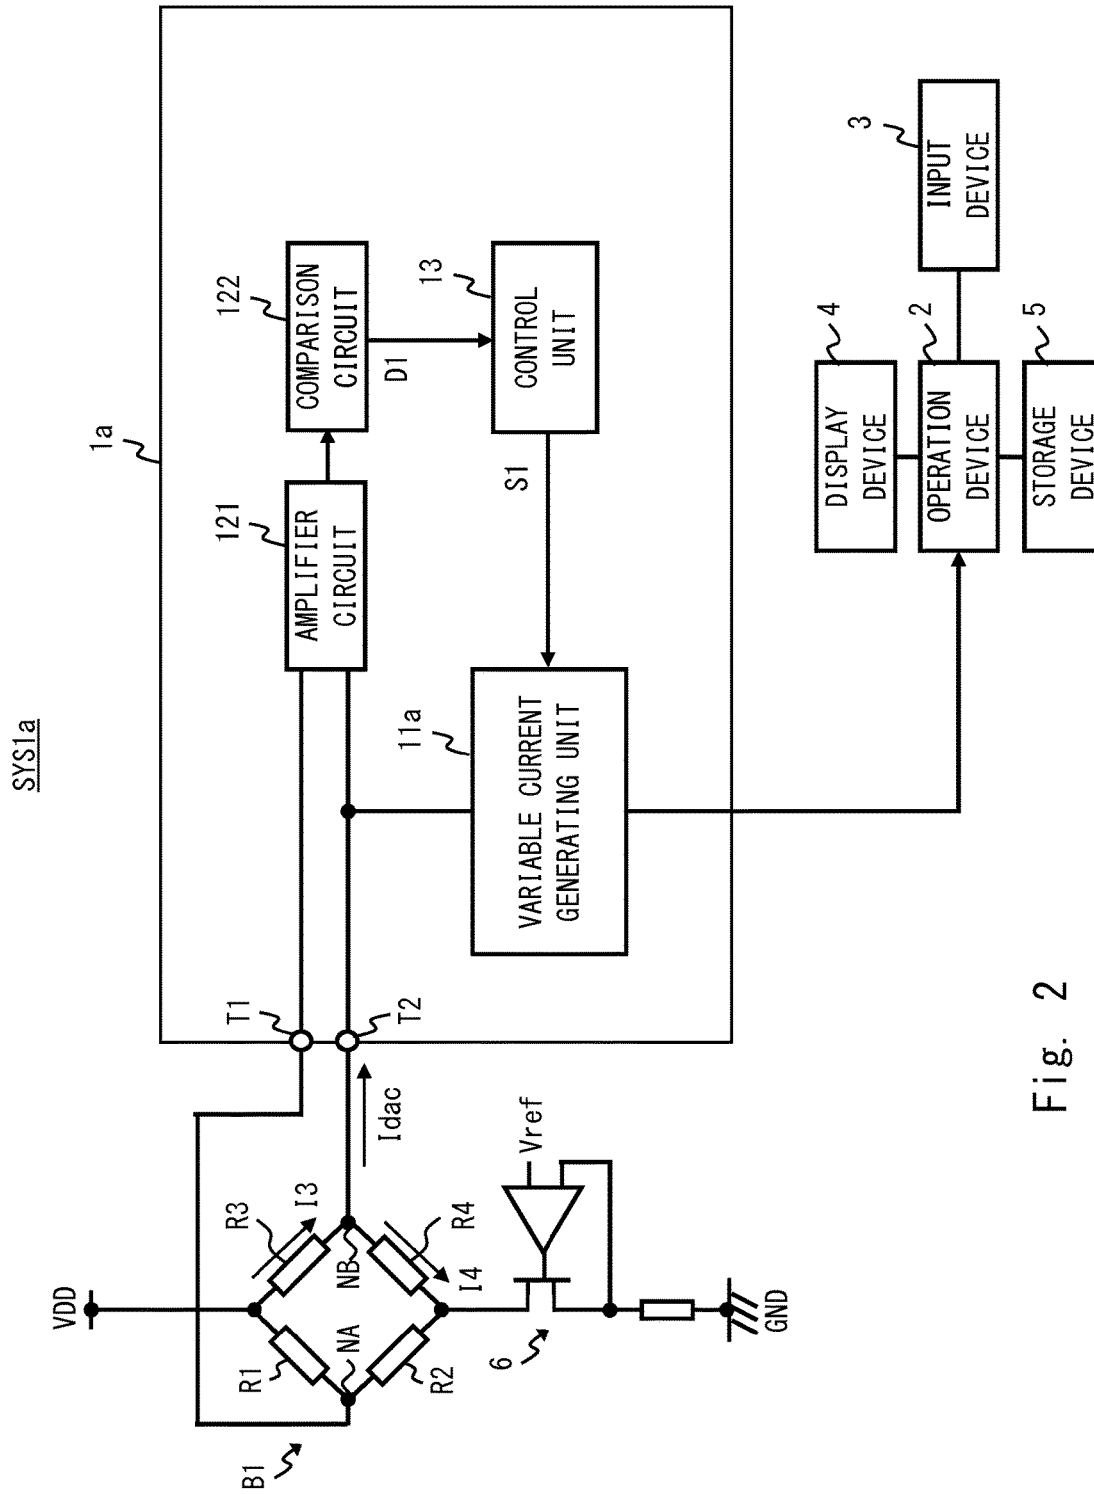 SYS1a
1a
121
AMPLIFIER
CIRCUIT
122
COMPARISON
CIRCUIT
D1
13
CONTROL
UNIT
S1
11a
VARIABLE CURRENT
GENERATING UNIT
T1
T2
Idac
VDD
R1
R2
R3
I3
R4
I4
NA
NB
B1
Vref
6
GND
4
DISPLAY
DEVICE
2
OPERATION
DEVICE
3
INPUT
DEVICE
5
STORAGE
DEVICE
Fig. 2